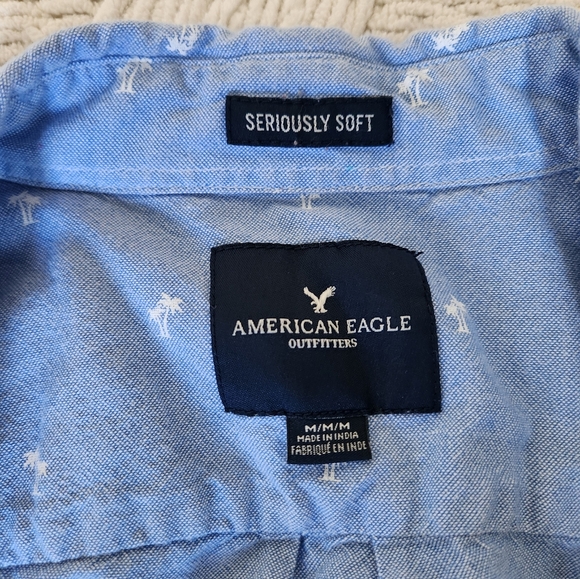 SERIOUSLY SOFT
AMERICAN EAGLE
OUTFITTERS
M/M/M
MADE IN INDIA
FABRIQUÉ EN INDE